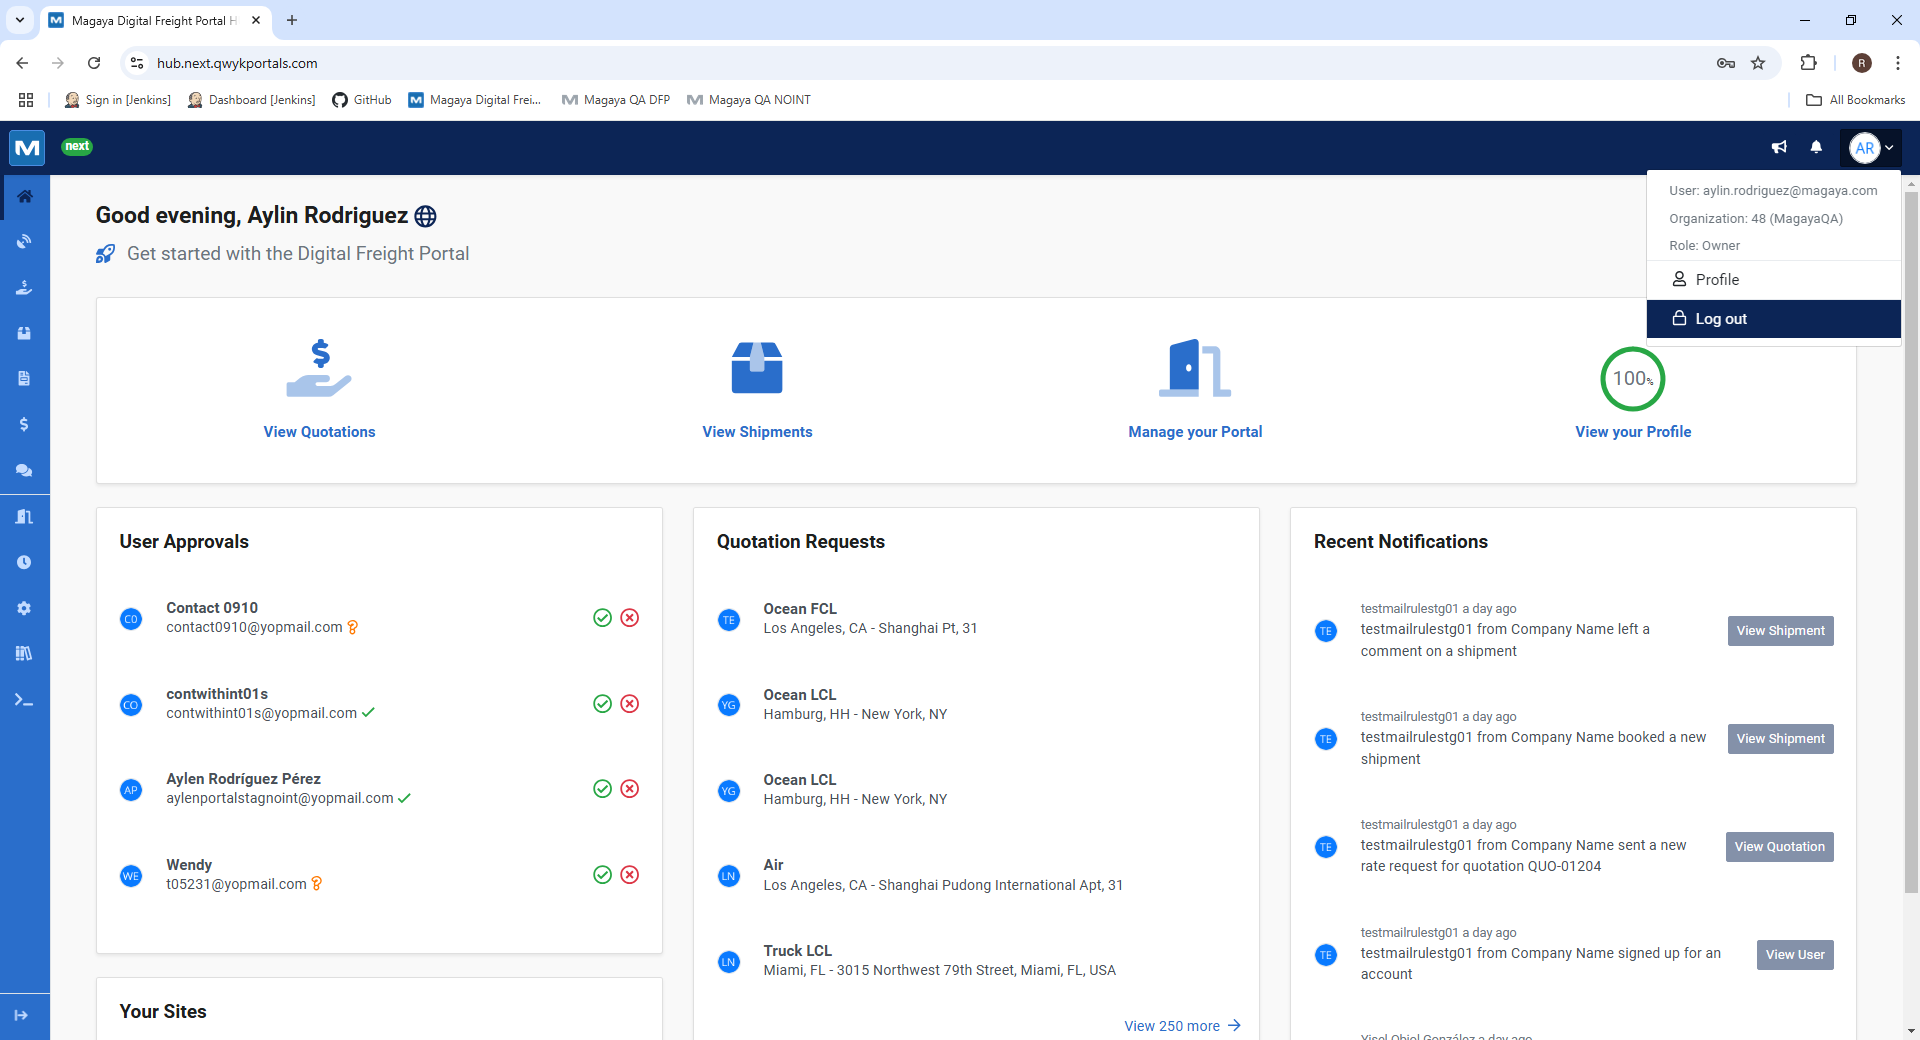 Magaya Digital Freight Portal H
hub.next.qwykportals.com
R
Sign in [Jenkins]
Dashboard [Jenkins]
GitHub
Magaya Digital Frei...
Magaya QA DFP
Magaya QA NOINT
All Bookmarks
M
next
AR
User: aylin.rodriguez@magaya.com
Organization: 48 (MagayaQA)
Role: Owner
Profile
Log out
Good evening, Aylin Rodriguez
Get started with the Digital Freight Portal
View Quotations
View Shipments
Manage your Portal
100%
View your Profile
User Approvals
C0
Contact 0910
contact0910@yopmail.com
CO
contwithint01s
contwithint01s@yopmail.com
AP
Aylen Rodríguez Pérez
aylenportalstagnoint@yopmail.com
WE
Wendy
t05231@yopmail.com
Your Sites
Quotation Requests
TE
Ocean FCL
Los Angeles, CA - Shanghai Pt, 31
YG
Ocean LCL
Hamburg, HH - New York, NY
YG
Ocean LCL
Hamburg, HH - New York, NY
LN
Air
Los Angeles, CA - Shanghai Pudong International Apt, 31
LN
Truck LCL
Miami, FL - 3015 Northwest 79th Street, Miami, FL, USA
View 250 more
Recent Notifications
TE
testmailrulestg01 a day ago
testmailrulestg01 from Company Name left a
comment on a shipment
View Shipment
TE
testmailrulestg01 a day ago
testmailrulestg01 from Company Name booked a new
shipment
View Shipment
TE
testmailrulestg01 a day ago
testmailrulestg01 from Company Name sent a new
rate request for quotation QUO-01204
View Quotation
TE
testmailrulestg01 a day ago
testmailrulestg01 from Company Name signed up for an
account
View User
Yisel Obiol González a day ago